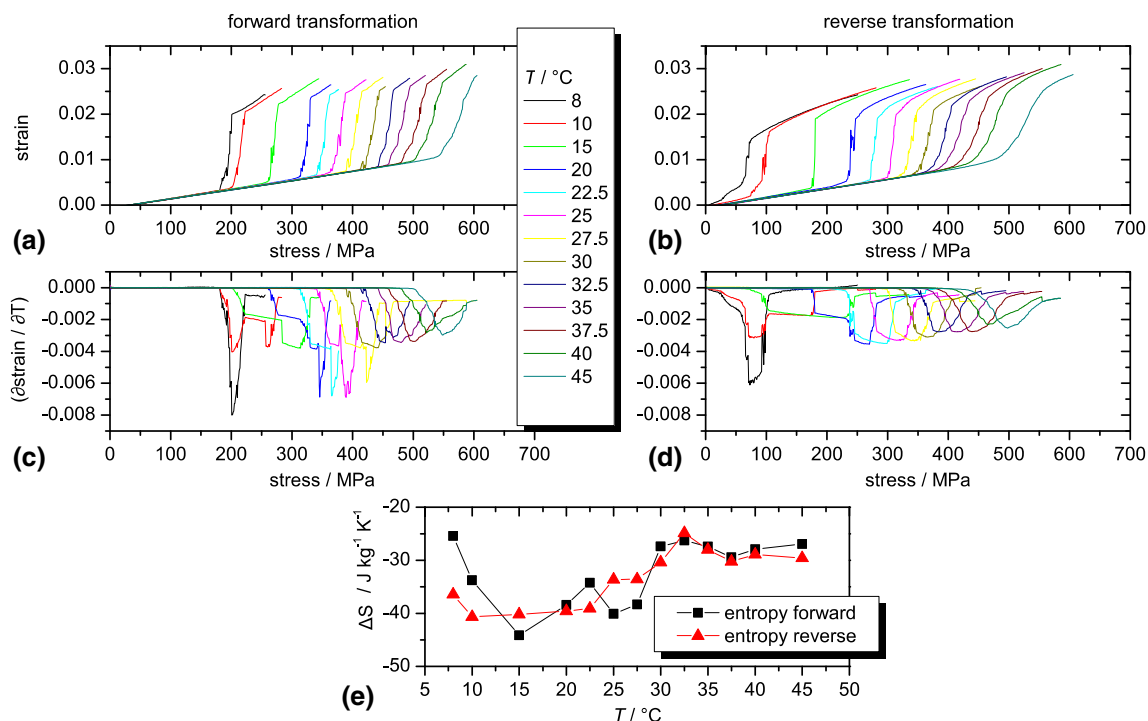 forward transformation
reverse transformation
T / °C
8
10
15
20
22.5
25
27.5
30
32.5
35
37.5
40
45
strain
0.03
0.02
0.01
0.00
0 100 200 300 400 500 600 700
stress / MPa
(a)
strain
0.03
0.02
0.01
0.00
0 100 200 300 400 500 600 700
stress / MPa
(b)
(∂strain / ∂T)
0.000
-0.002
-0.004
-0.006
-0.008
0 100 200 300 400 500 600 700
stress / MPa
(c)
(∂strain / ∂T)
0.000
-0.002
-0.004
-0.006
-0.008
0 100 200 300 400 500 600 700
stress / MPa
(d)
ΔS / J kg⁻¹ K⁻¹
-20
-30
-40
-50
entropy forward
entropy reverse
5 10 15 20 25 30 35 40 45 50
T / °C
(e)